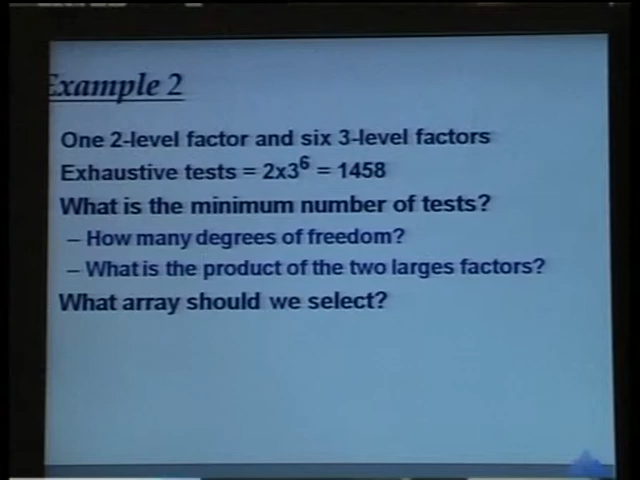 Example 2
One 2-level factor and six 3-level factors
Exhaustive tests = 2x3⁶ = 1458
What is the minimum number of tests?
– How many degrees of freedom?
– What is the product of the two larges factors?
What array should we select?